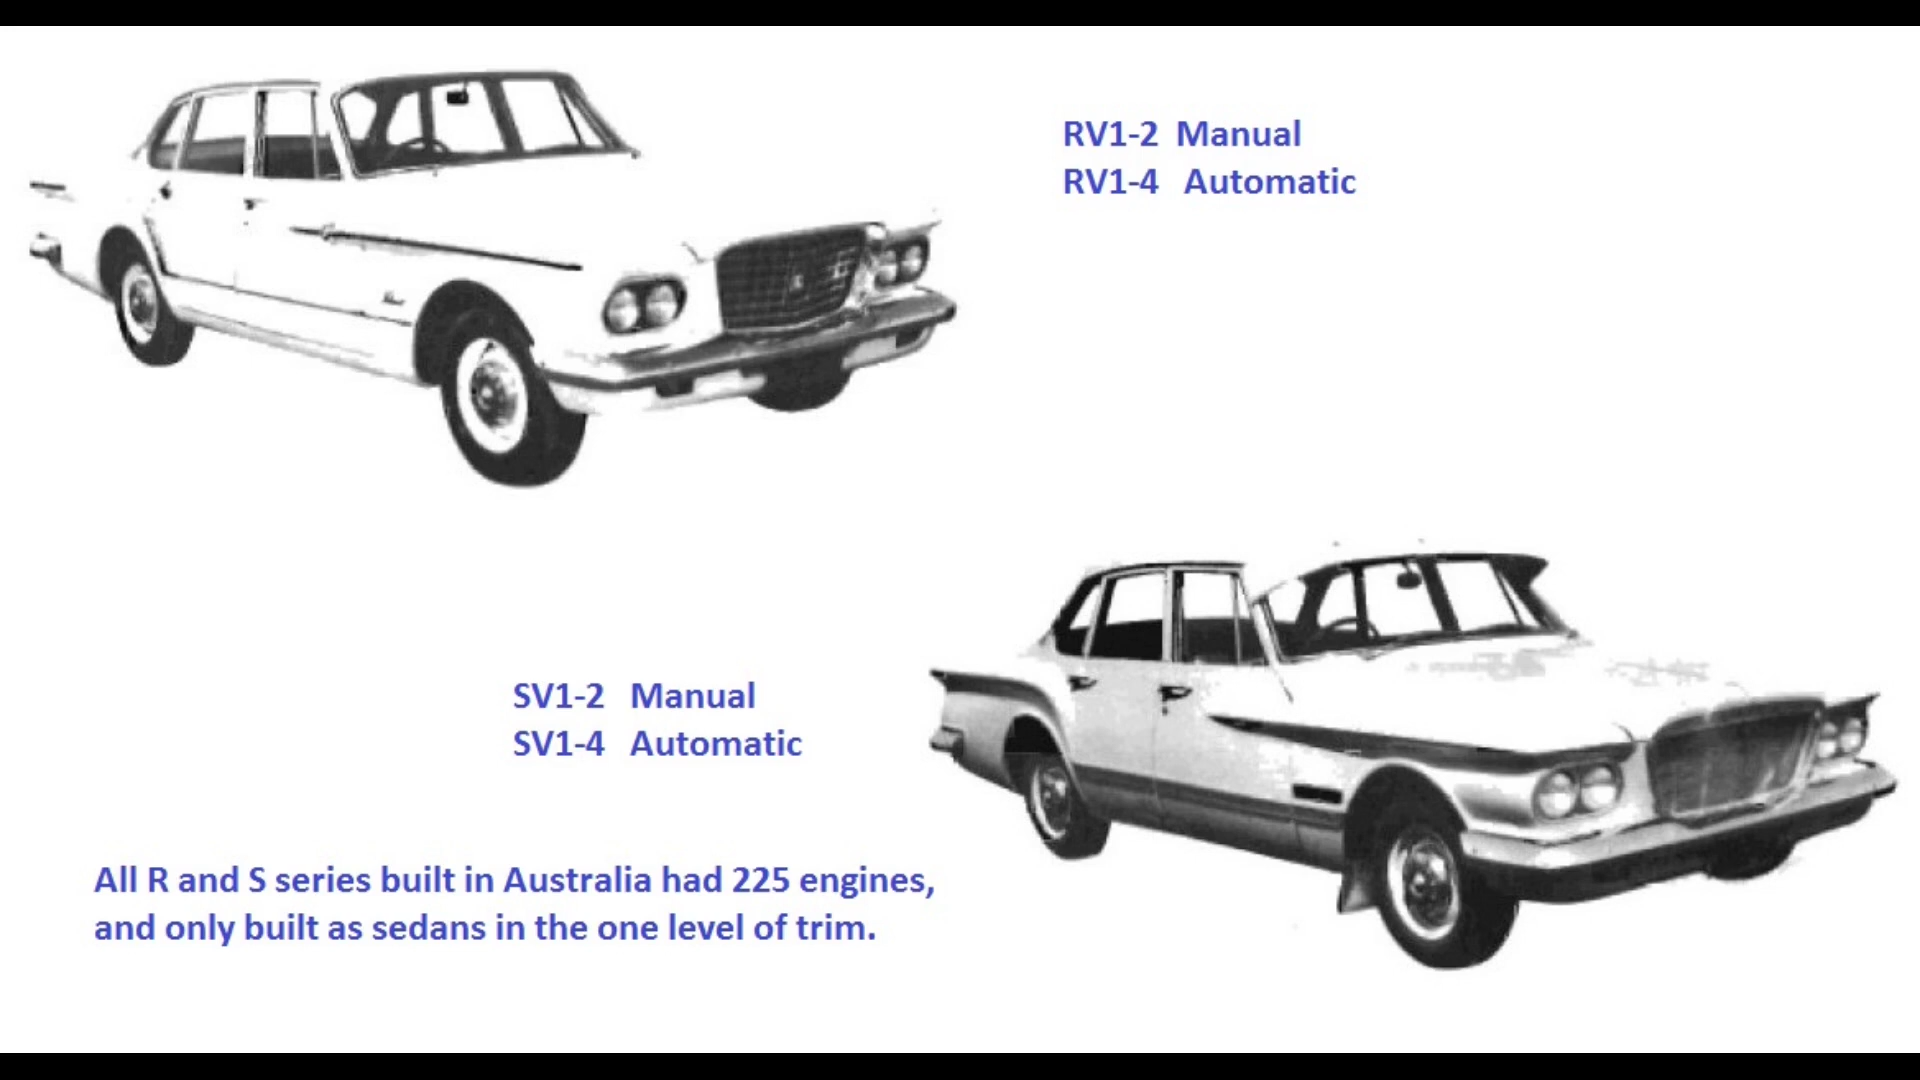 RV1-2 Manual
RV1-4 Automatic
SV1-2 Manual
SV1-4 Automatic
All R and S series built in Australia had 225 engines,
and only built as sedans in the one level of trim.